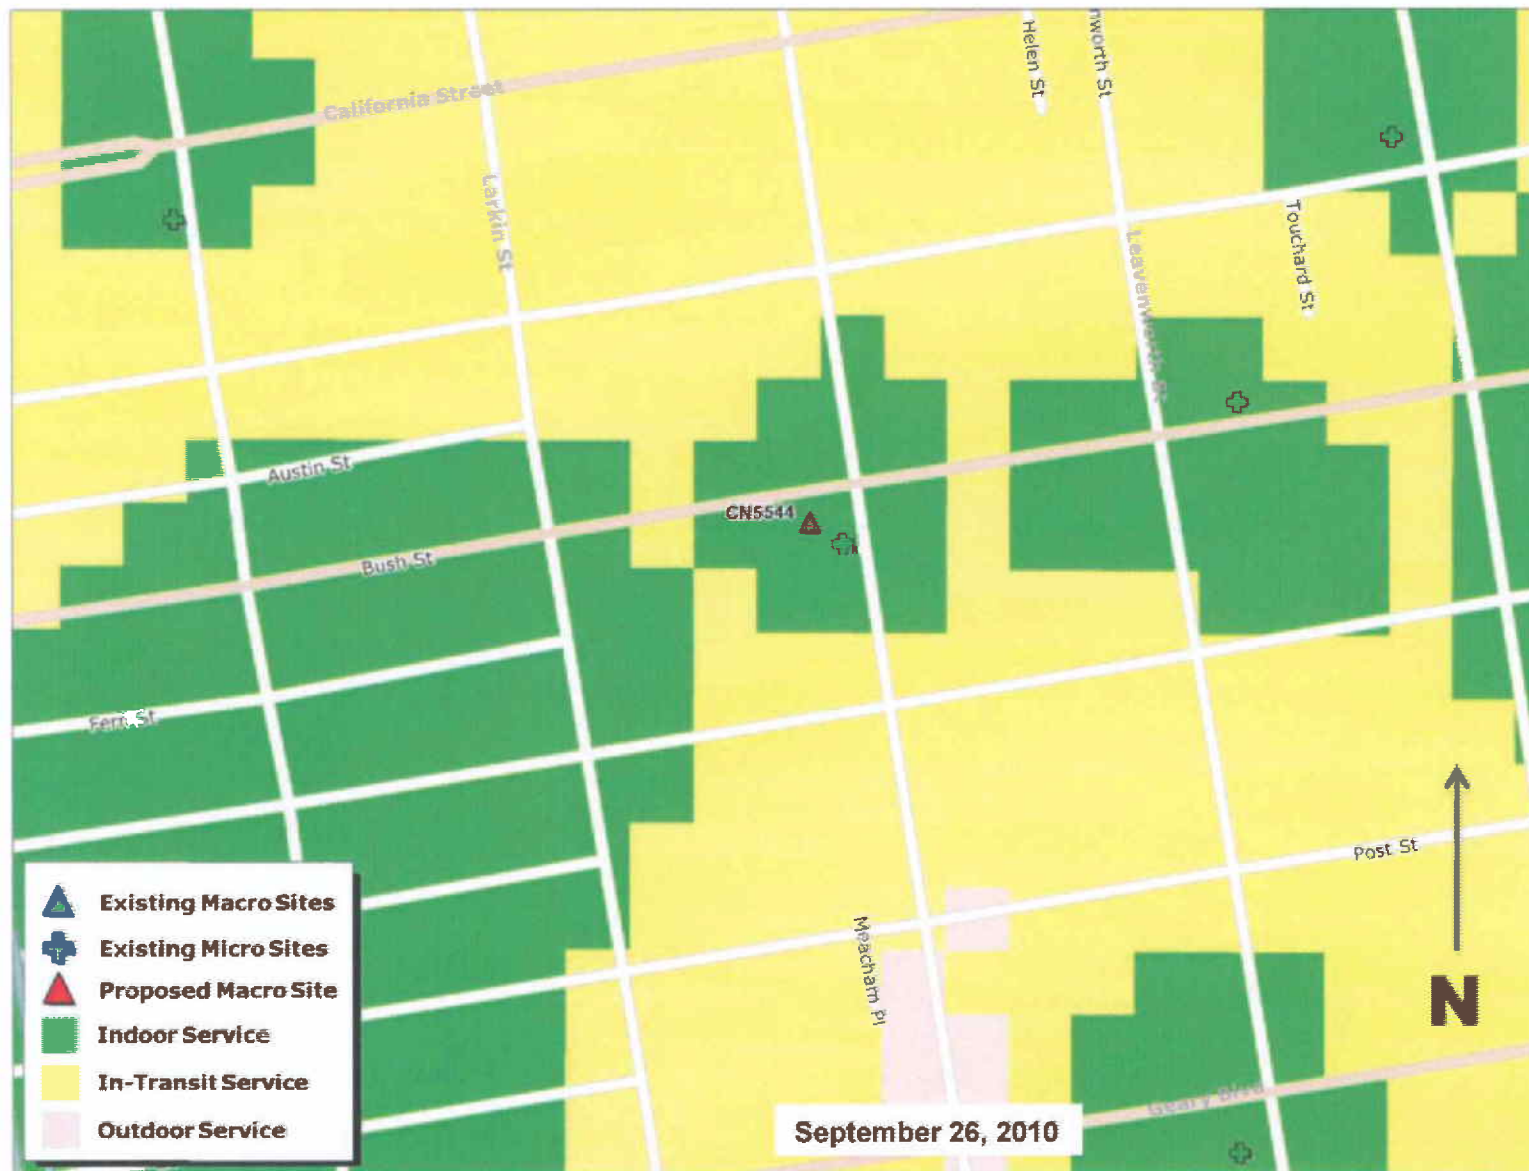 Helen St
nworth St
California Street
Larkin St
Touchard St
Leavenworth St
Austin St
CN5544
Bush St
Fern St
Post St
Meacham Pl
N
Geary Blvd
Existing Macro Sites
Existing Micro Sites
Proposed Macro Site
Indoor Service
In-Transit Service
Outdoor Service
September 26, 2010